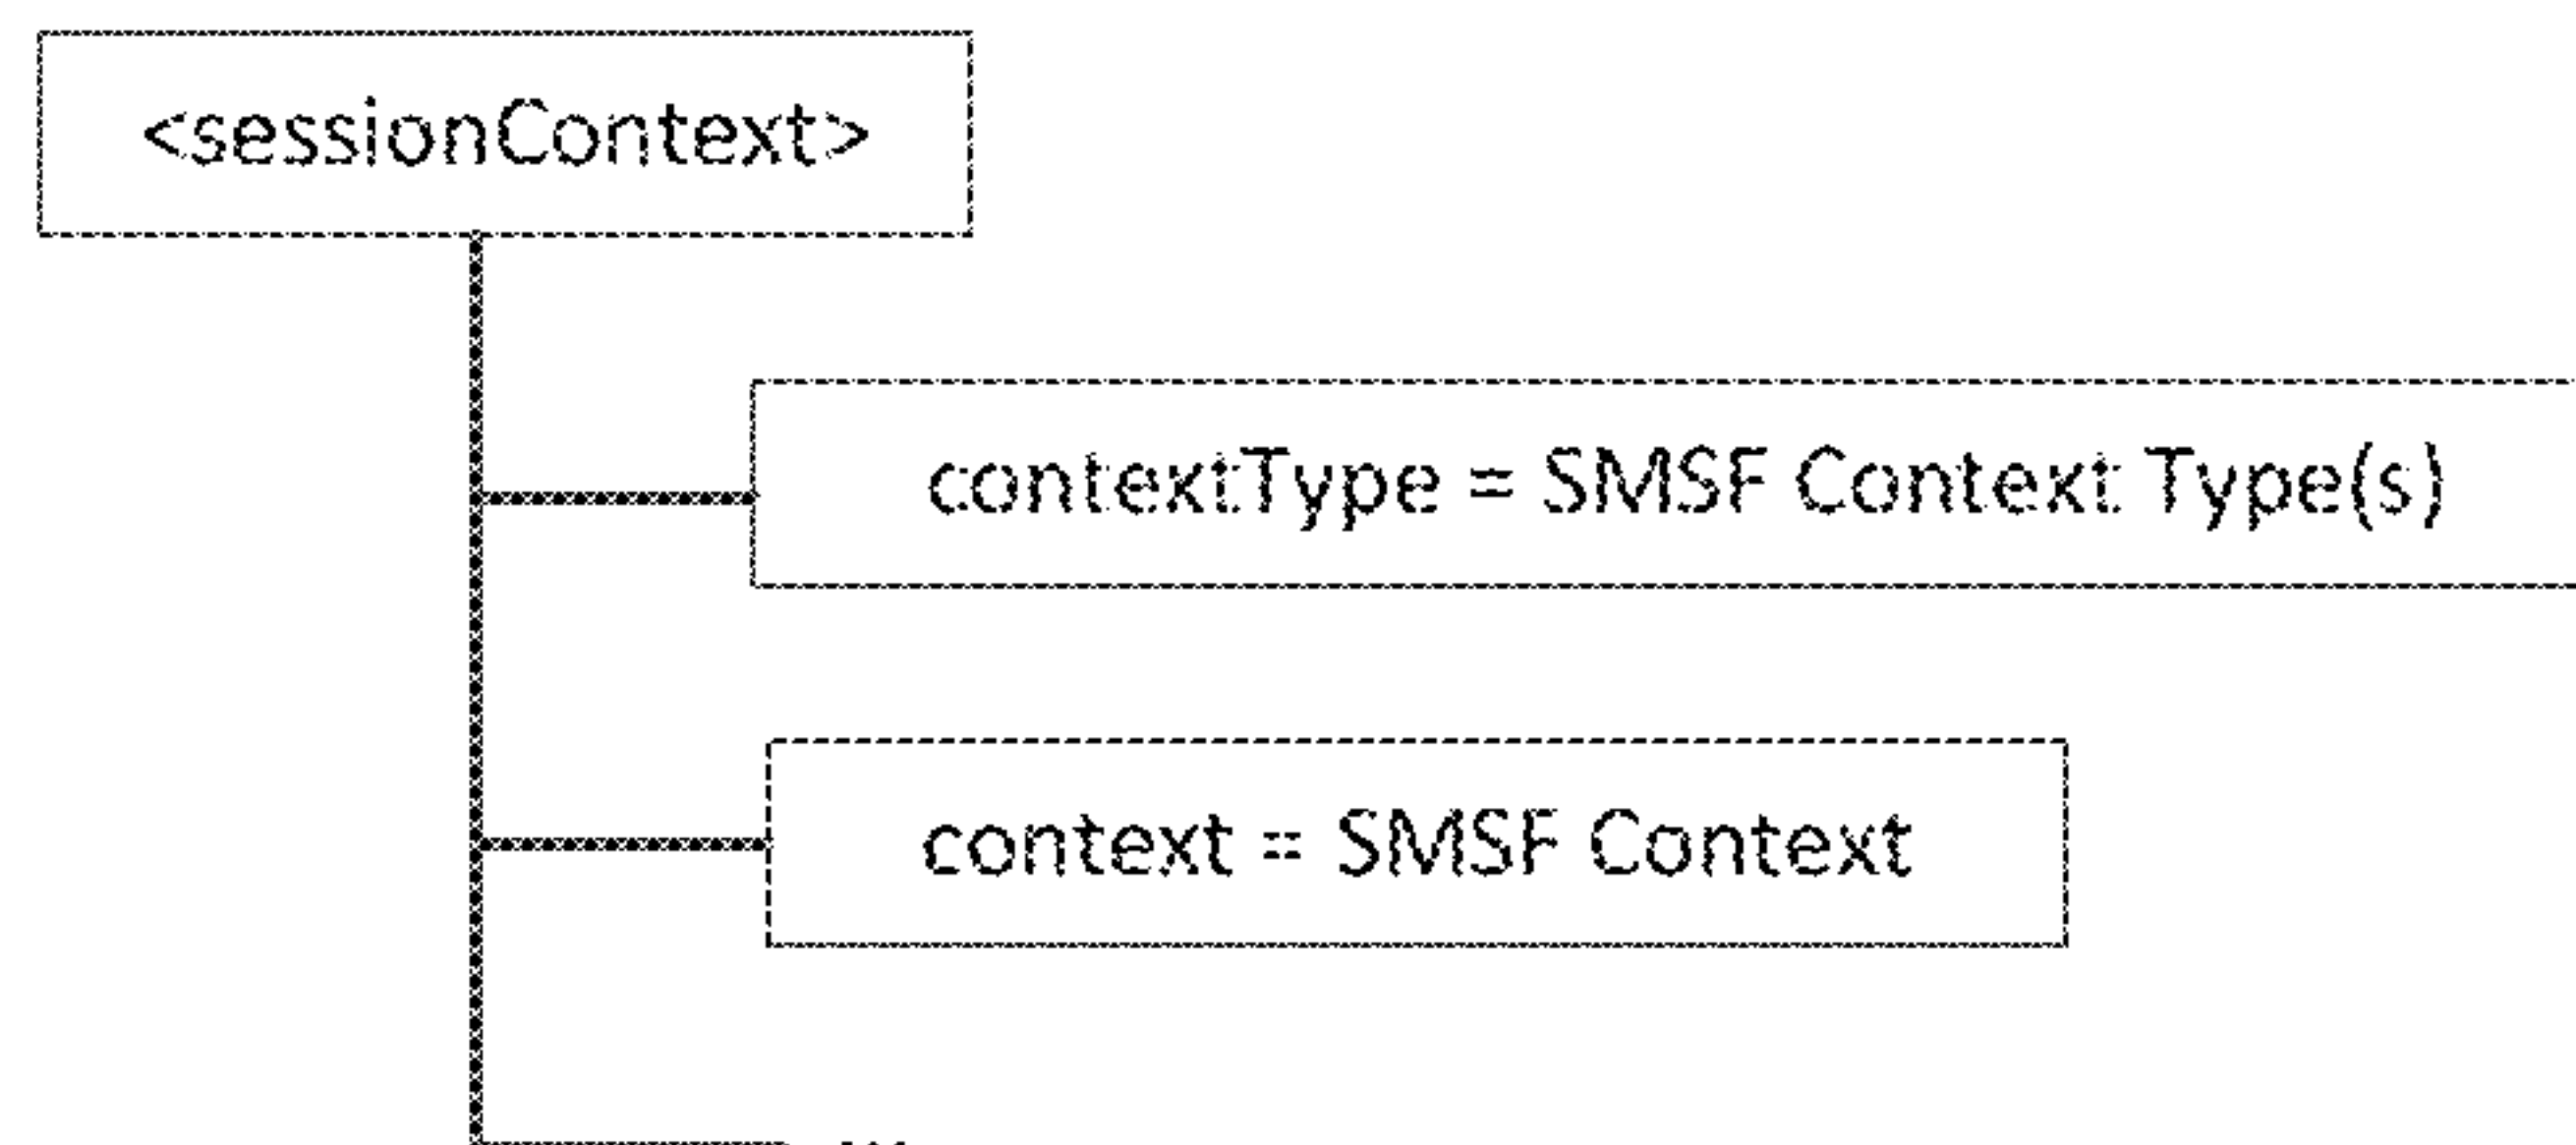 <sessionContext>
contextType = SMSF Context Type(s)
context = SMSF Context